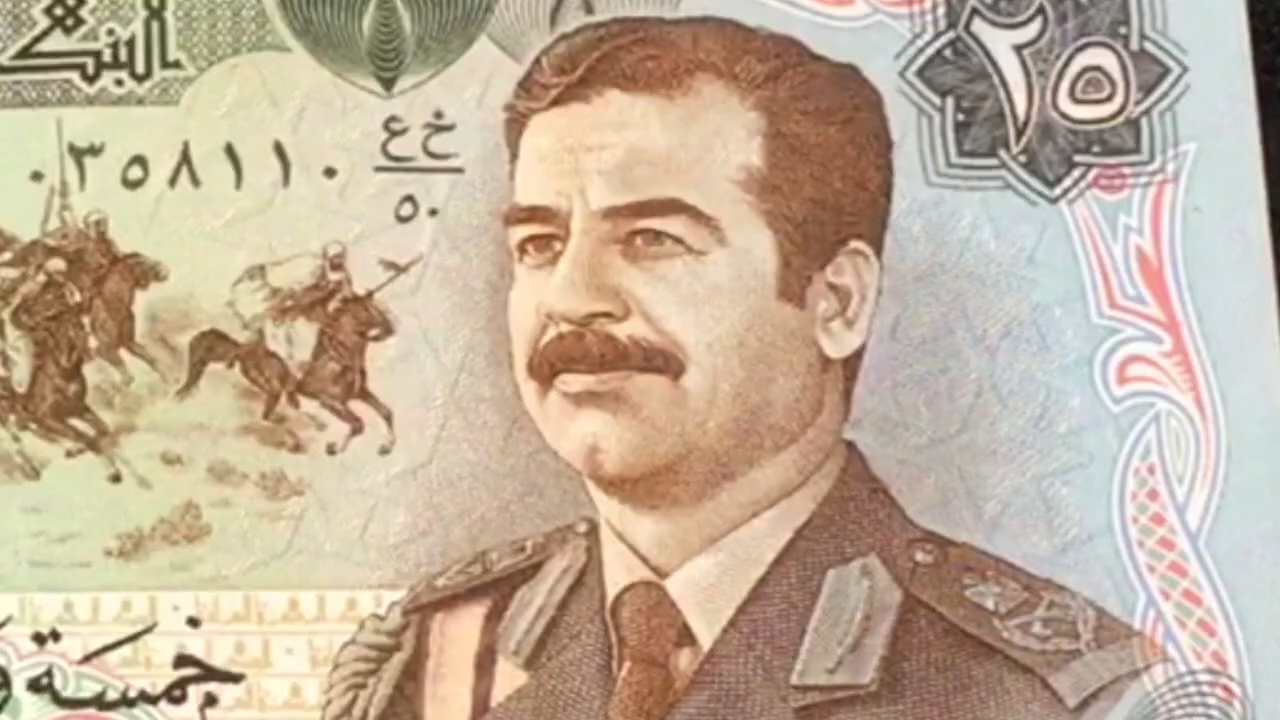 البنك
٢٥
خ ع
٠٣٥٨١١٠
٥٠
خمسة و